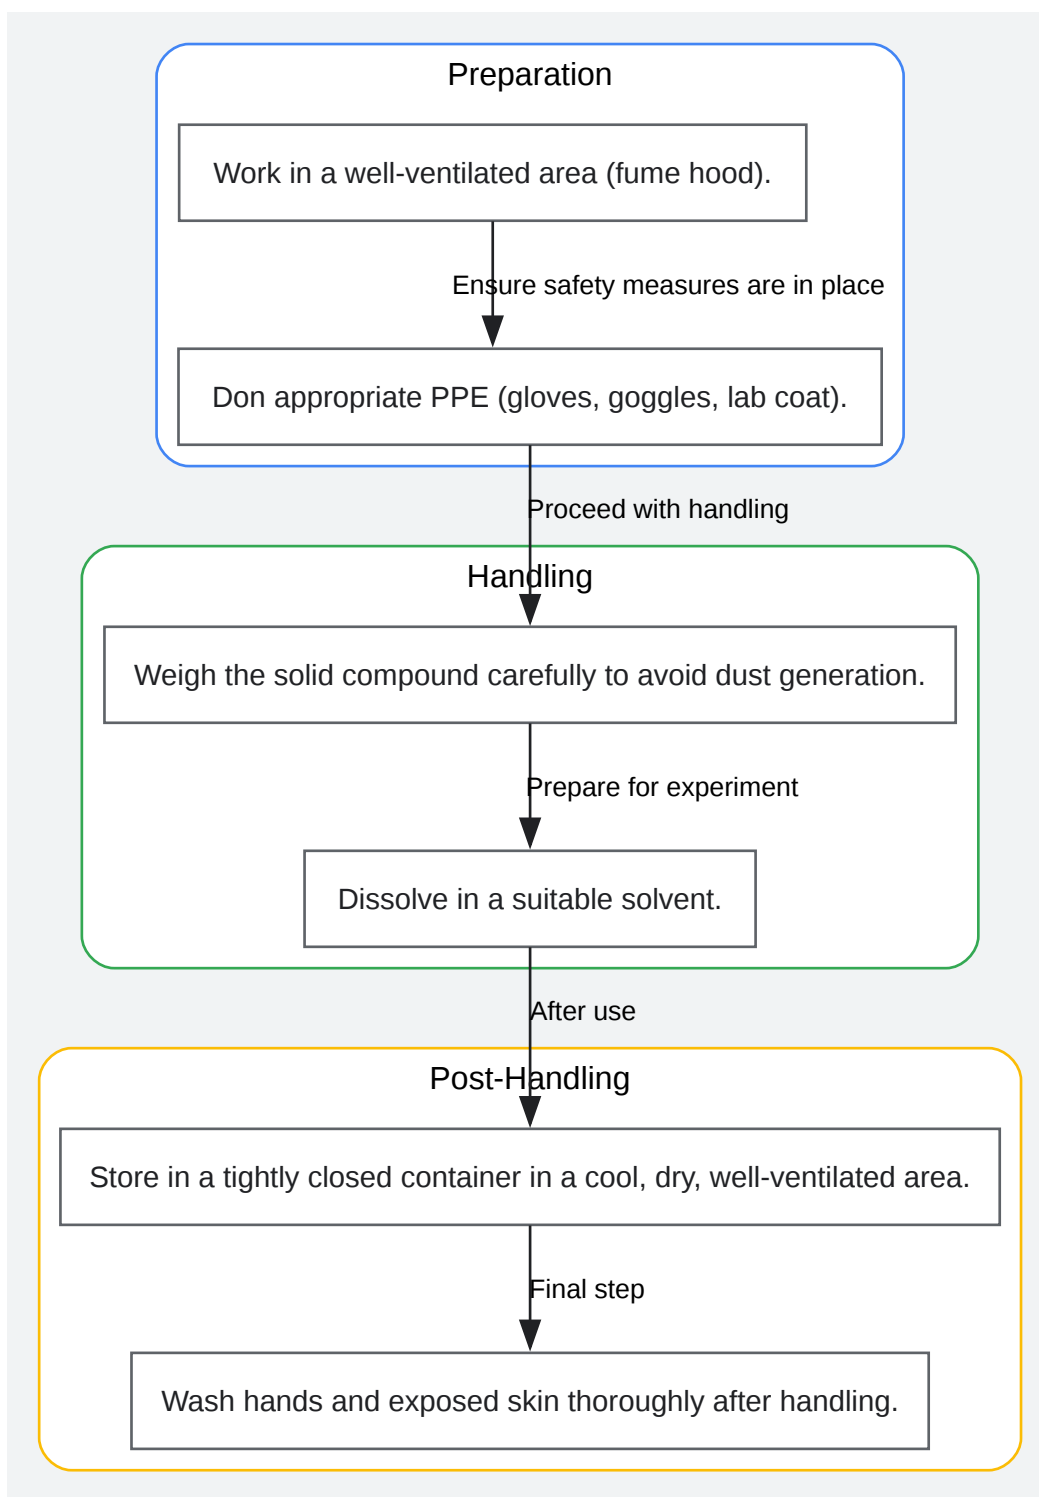 Preparation
Work in a well-ventilated area (fume hood).
Ensure safety measures are in place
Don appropriate PPE (gloves, goggles, lab coat).
Proceed with handling
Handling
Weigh the solid compound carefully to avoid dust generation.
Prepare for experiment
Dissolve in a suitable solvent.
After use
Post-Handling
Store in a tightly closed container in a cool, dry, well-ventilated area.
Final step
Wash hands and exposed skin thoroughly after handling.